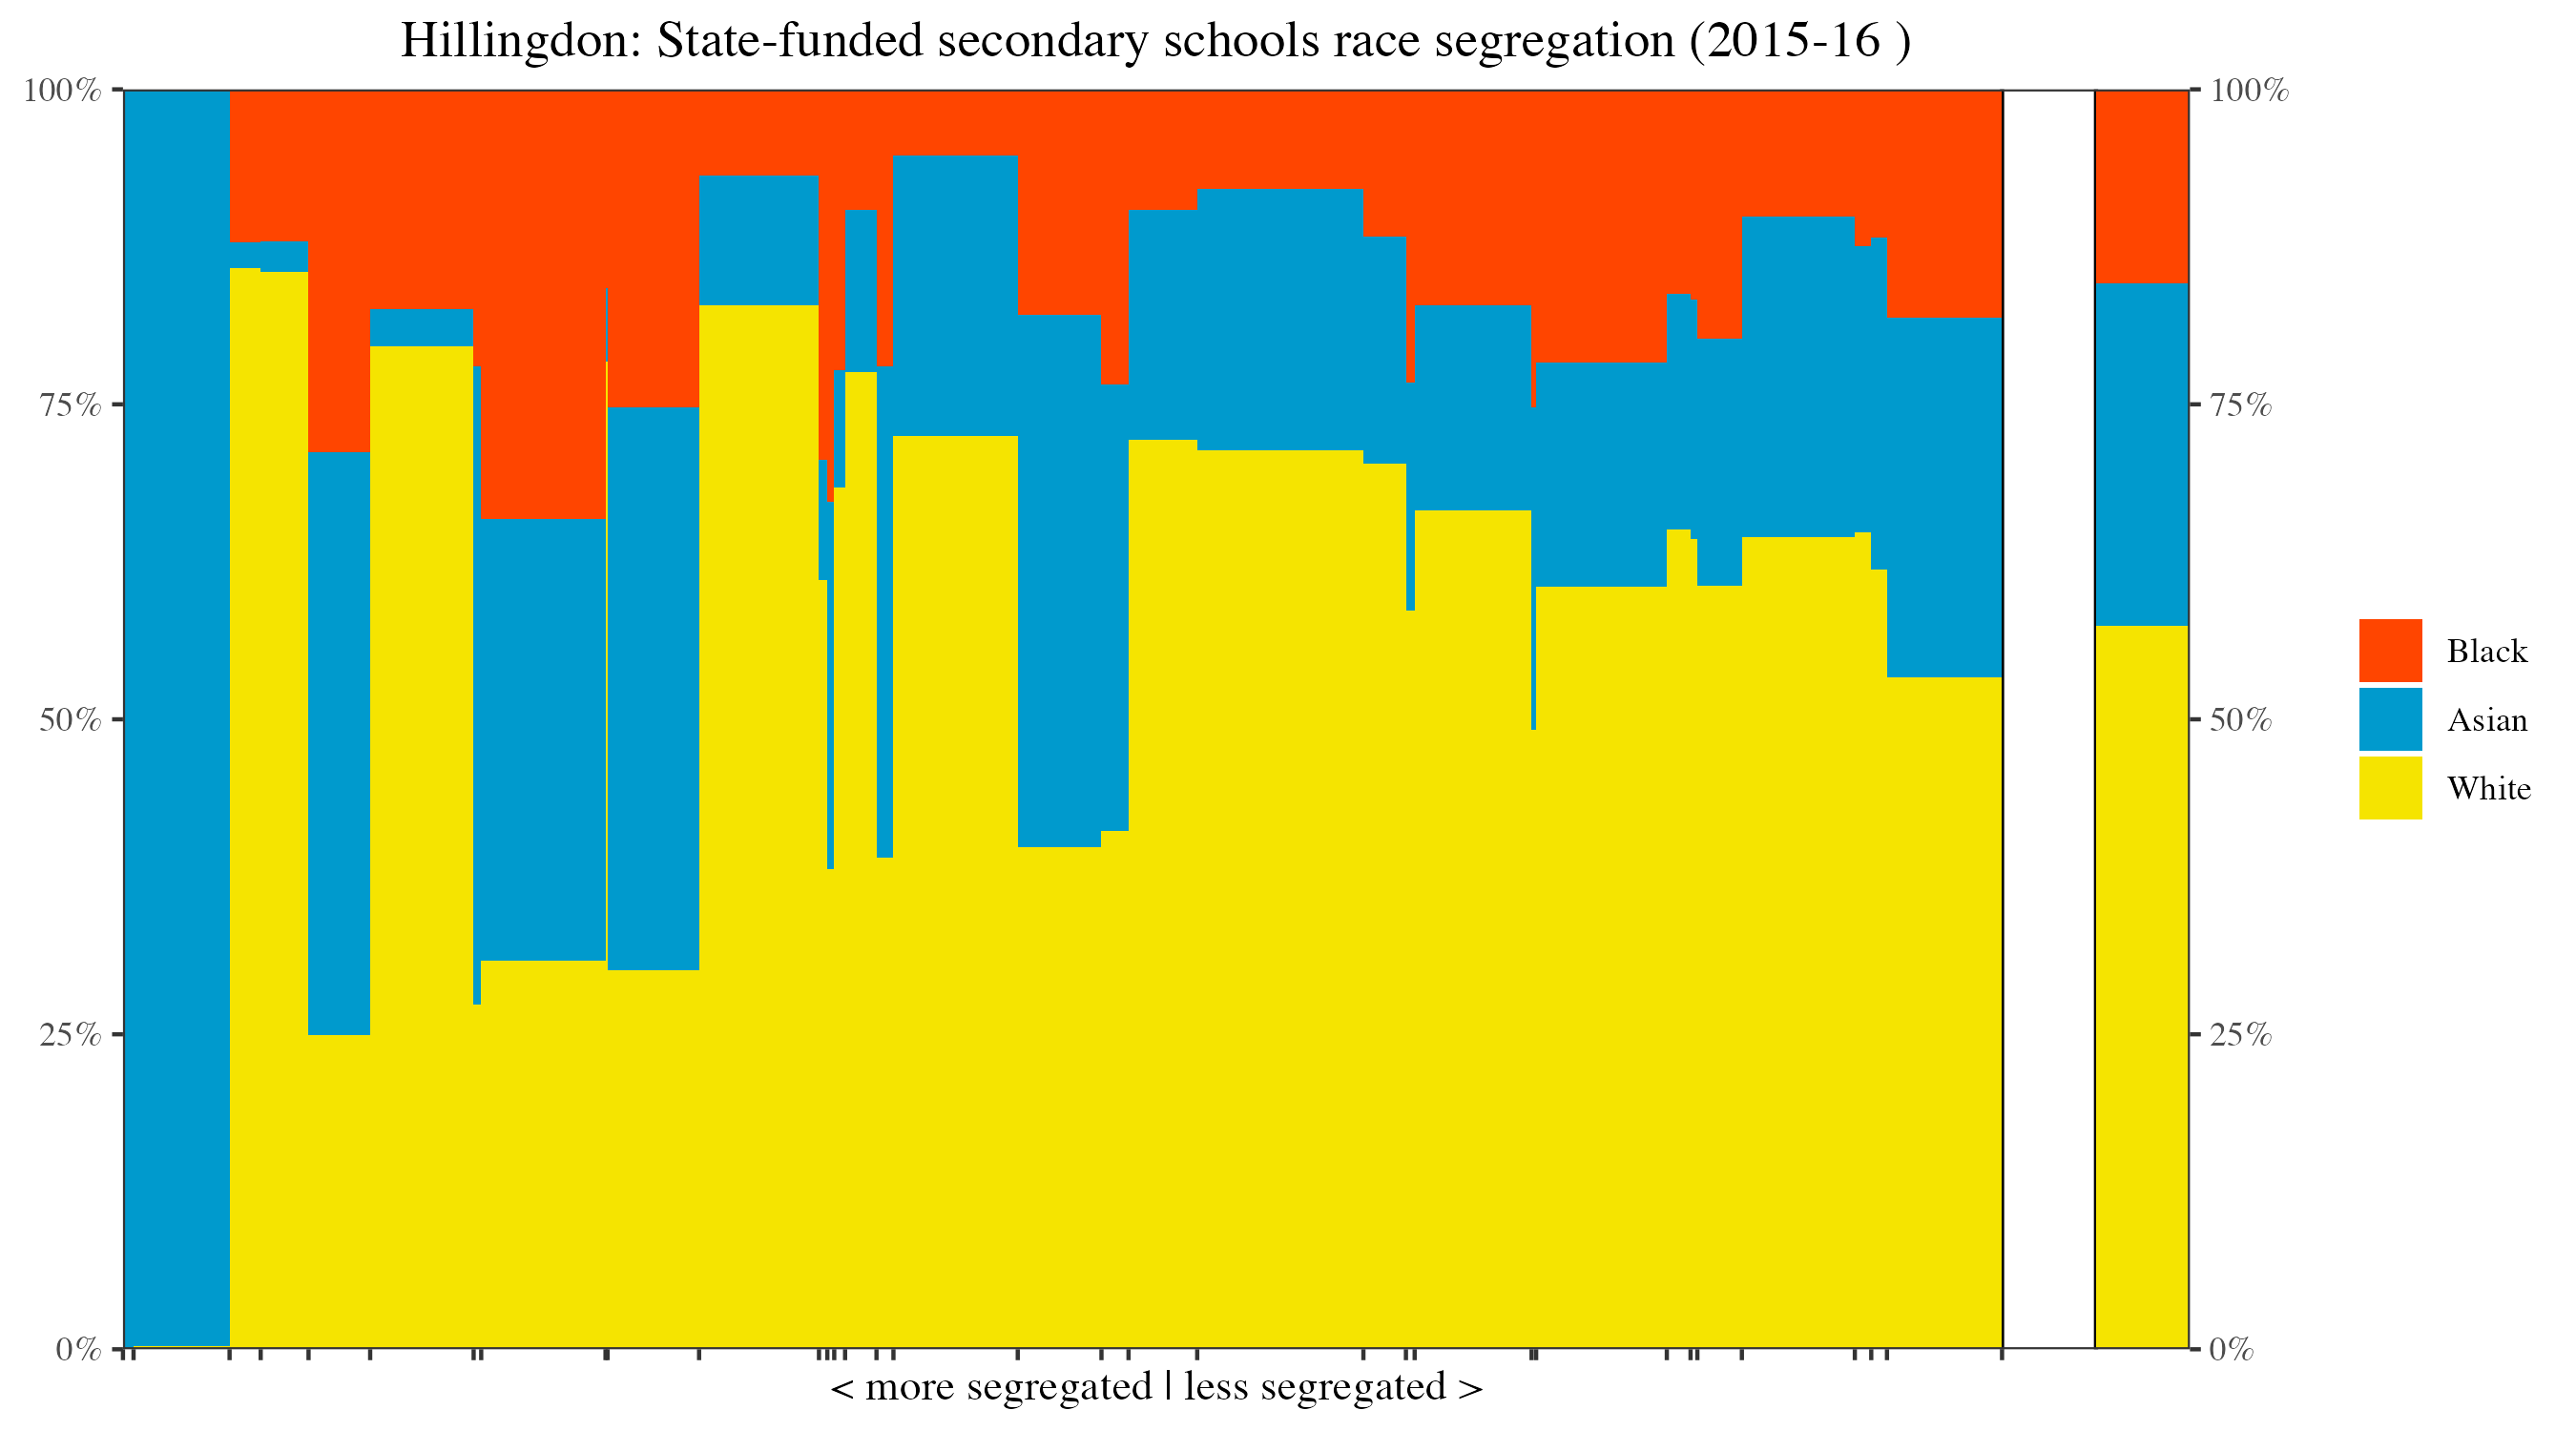 Hillingdon: State-funded secondary schools race segregation (2015-16 )
100%
75%
50%
25%
0%
100%
75%
50%
25%
0%
< more segregated | less segregated >
Black
Asian
White